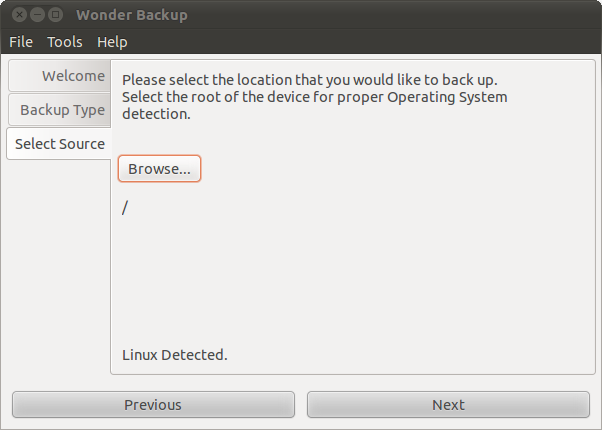 Wonder Backup
File Tools Help
Welcome
Backup Type
Select Source
Please select the location that you would like to back up.
Select the root of the device for proper Operating System
detection.
Browse...
/
Linux Detected.
Previous Next